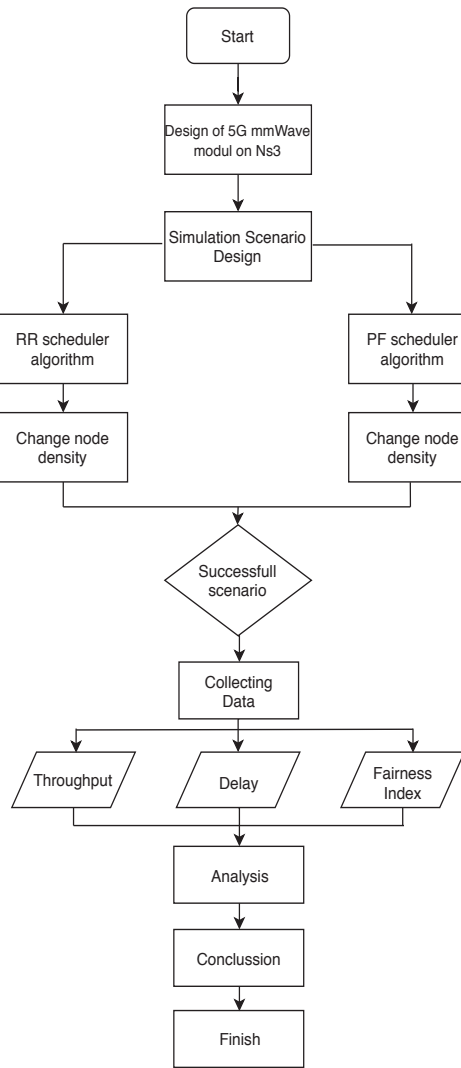 Start
Design of 5G mmWave
modul on Ns3
Simulation Scenario
Design
RR scheduler
algorithm
PF scheduler
algorithm
Change node
density
Change node
density
Successfull
scenario
Collecting
Data
Throughput
Delay
Fairness
Index
Analysis
Conclussion
Finish